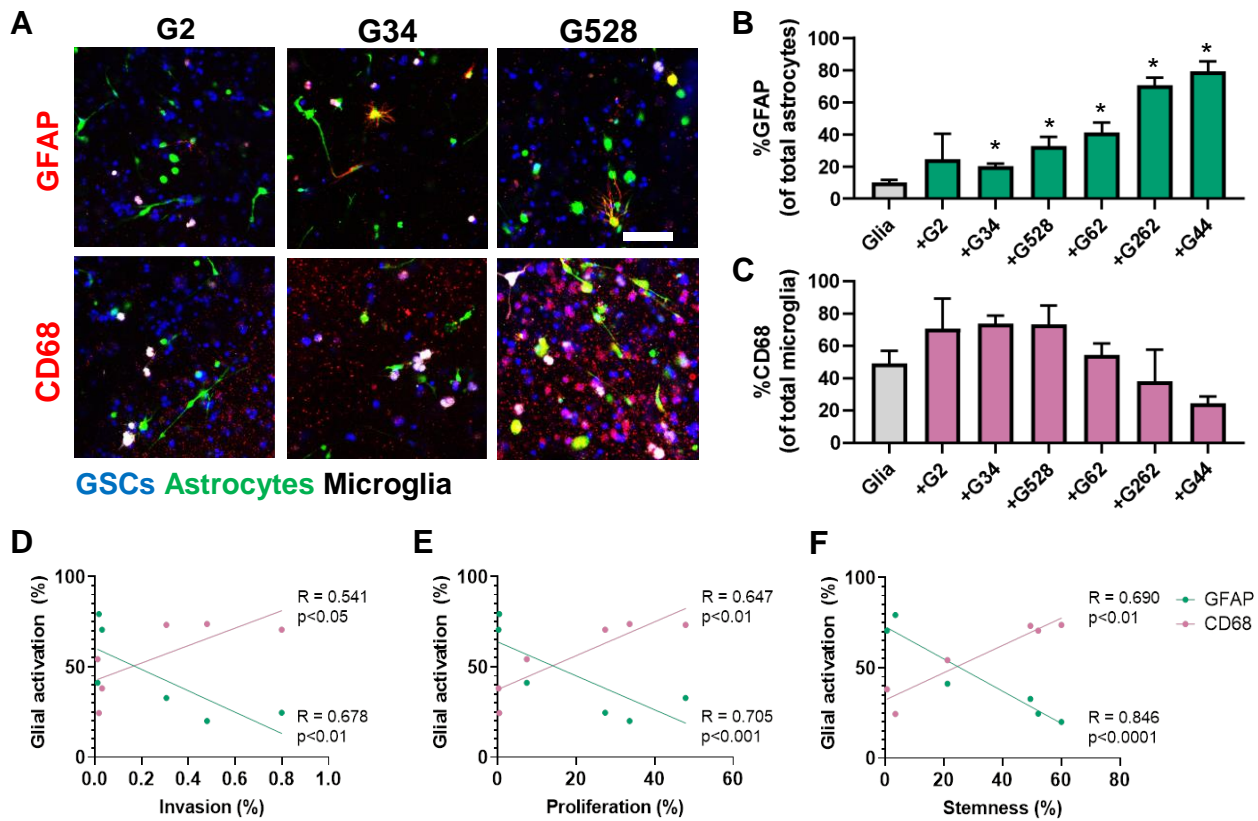 A
G2 G34 G528
GFAP
CD68
GSCs Astrocytes Microglia
B
%GFAP
(of total astrocytes)
100
80
60
40
20
0
Glia +G2 +G34 +G528 +G62 +G262 +G44
* * * * *
C
%CD68
(of total microglia)
100
80
60
40
20
0
Glia +G2 +G34 +G528 +G62 +G262 +G44
D
Glial activation (%)
100
50
0
0.0 0.2 0.4 0.6 0.8 1.0
Invasion (%)
R = 0.541
p<0.05
R = 0.678
p<0.01
E
Glial activation (%)
100
50
0
0 20 40 60
Proliferation (%)
R = 0.647
p<0.01
R = 0.705
p<0.001
F
Glial activation (%)
100
50
0
0 20 40 60 80
Stemness (%)
R = 0.690
p<0.01
R = 0.846
p<0.0001
GFAP
CD68